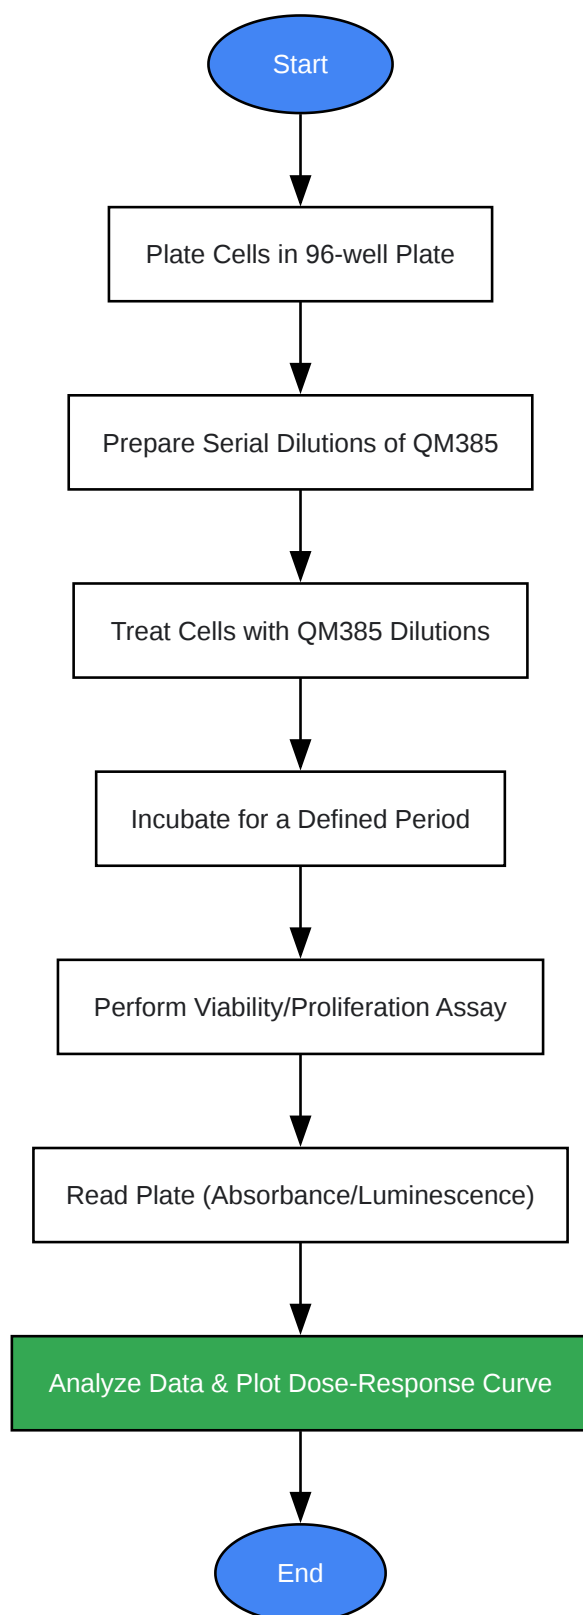 Start
Plate Cells in 96-well Plate
Prepare Serial Dilutions of QM385
Treat Cells with QM385 Dilutions
Incubate for a Defined Period
Perform Viability/Proliferation Assay
Read Plate (Absorbance/Luminescence)
Analyze Data & Plot Dose-Response Curve
End